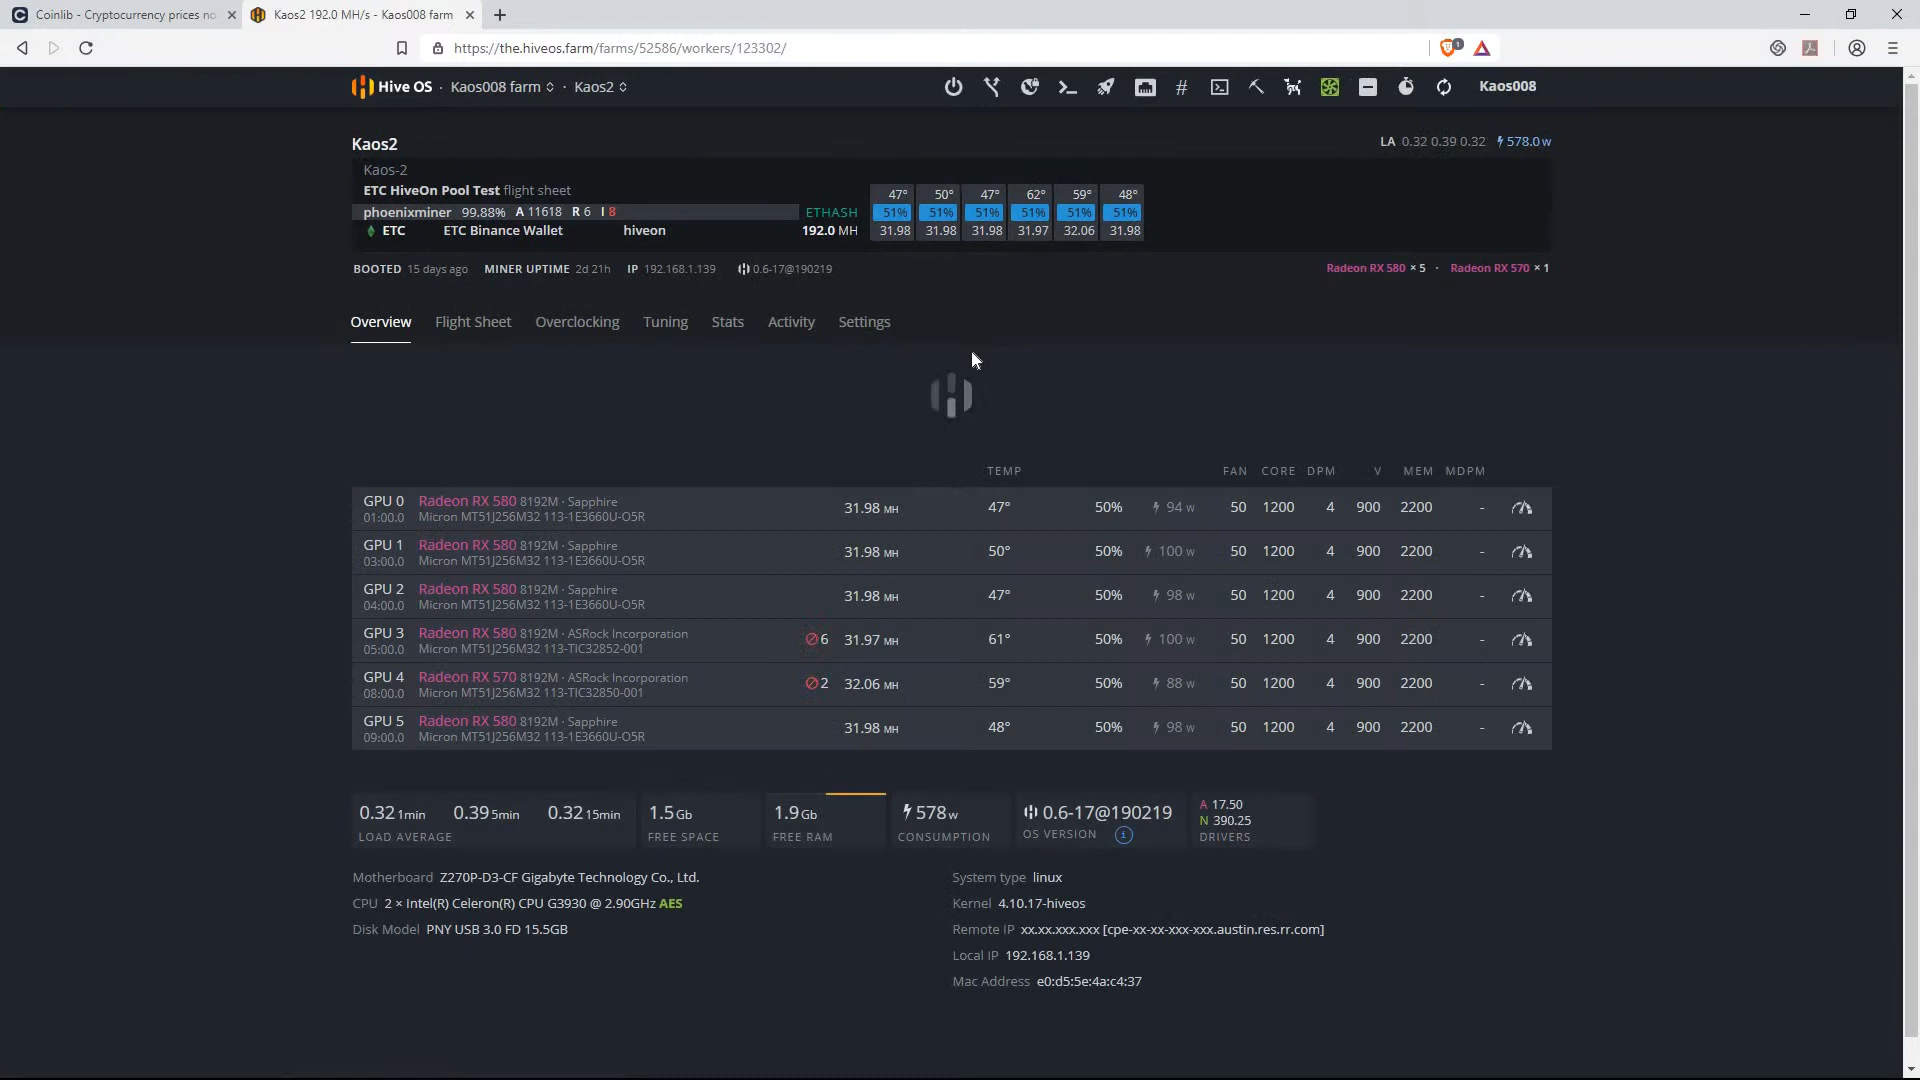 Coinlib - Cryptocurrency prices no
Kaos2 192.0 MH/s - Kaos008 farm
https://the.hiveos.farm/farms/52586/workers/123302/
1
Hive OS · Kaos008 farm · Kaos2
Kaos008
Kaos2
LA 0.32 0.39 0.32 578.0w
Kaos-2
ETC HiveOn Pool Test flight sheet
47° 50° 47° 62° 59° 48°
phoenixminer 99.88% A 11618 R 6 I 8 ETHASH
51% 51% 51% 51% 51% 51%
ETC ETC Binance Wallet hiveon 192.0 MH
31.98 31.98 31.98 31.97 32.06 31.98
BOOTED 15 days ago MINER UPTIME 2d 21h IP 192.168.1.139 0.6-17@190219
Radeon RX 580 × 5 · Radeon RX 570 × 1
Overview Flight Sheet Overclocking Tuning Stats Activity Settings
TEMP FAN CORE DPM V MEM MDPM
GPU 0 Radeon RX 580 8192M · Sapphire 31.98 MH 47° 50% 94 w 50 1200 4 900 2200 -
01:00.0 Micron MT51J256M32 113-1E3660U-O5R
GPU 1 Radeon RX 580 8192M · Sapphire 31.98 MH 50° 50% 100 w 50 1200 4 900 2200 -
03:00.0 Micron MT51J256M32 113-1E3660U-O5R
GPU 2 Radeon RX 580 8192M · Sapphire 31.98 MH 47° 50% 98 w 50 1200 4 900 2200 -
04:00.0 Micron MT51J256M32 113-1E3660U-O5R
GPU 3 Radeon RX 580 8192M · ASRock Incorporation 6 31.97 MH 61° 50% 100 w 50 1200 4 900 2200 -
05:00.0 Micron MT51J256M32 113-TIC32852-001
GPU 4 Radeon RX 570 8192M · ASRock Incorporation 2 32.06 MH 59° 50% 88 w 50 1200 4 900 2200 -
08:00.0 Micron MT51J256M32 113-TIC32850-001
GPU 5 Radeon RX 580 8192M · Sapphire 31.98 MH 48° 50% 98 w 50 1200 4 900 2200 -
09:00.0 Micron MT51J256M32 113-1E3660U-O5R
0.32 1min 0.39 5min 0.32 15min
LOAD AVERAGE
1.5 Gb
FREE SPACE
1.9 Gb
FREE RAM
578 w
CONSUMPTION
0.6-17@190219
OS VERSION
A 17.50
N 390.25
DRIVERS
Motherboard Z270P-D3-CF Gigabyte Technology Co., Ltd.
CPU 2 × Intel(R) Celeron(R) CPU G3930 @ 2.90GHz AES
Disk Model PNY USB 3.0 FD 15.5GB
System type linux
Kernel 4.10.17-hiveos
Remote IP xx.xx.xxx.xxx [cpe-xx-xx-xxx-xxx.austin.res.rr.com]
Local IP 192.168.1.139
Mac Address e0:d5:5e:4a:c4:37